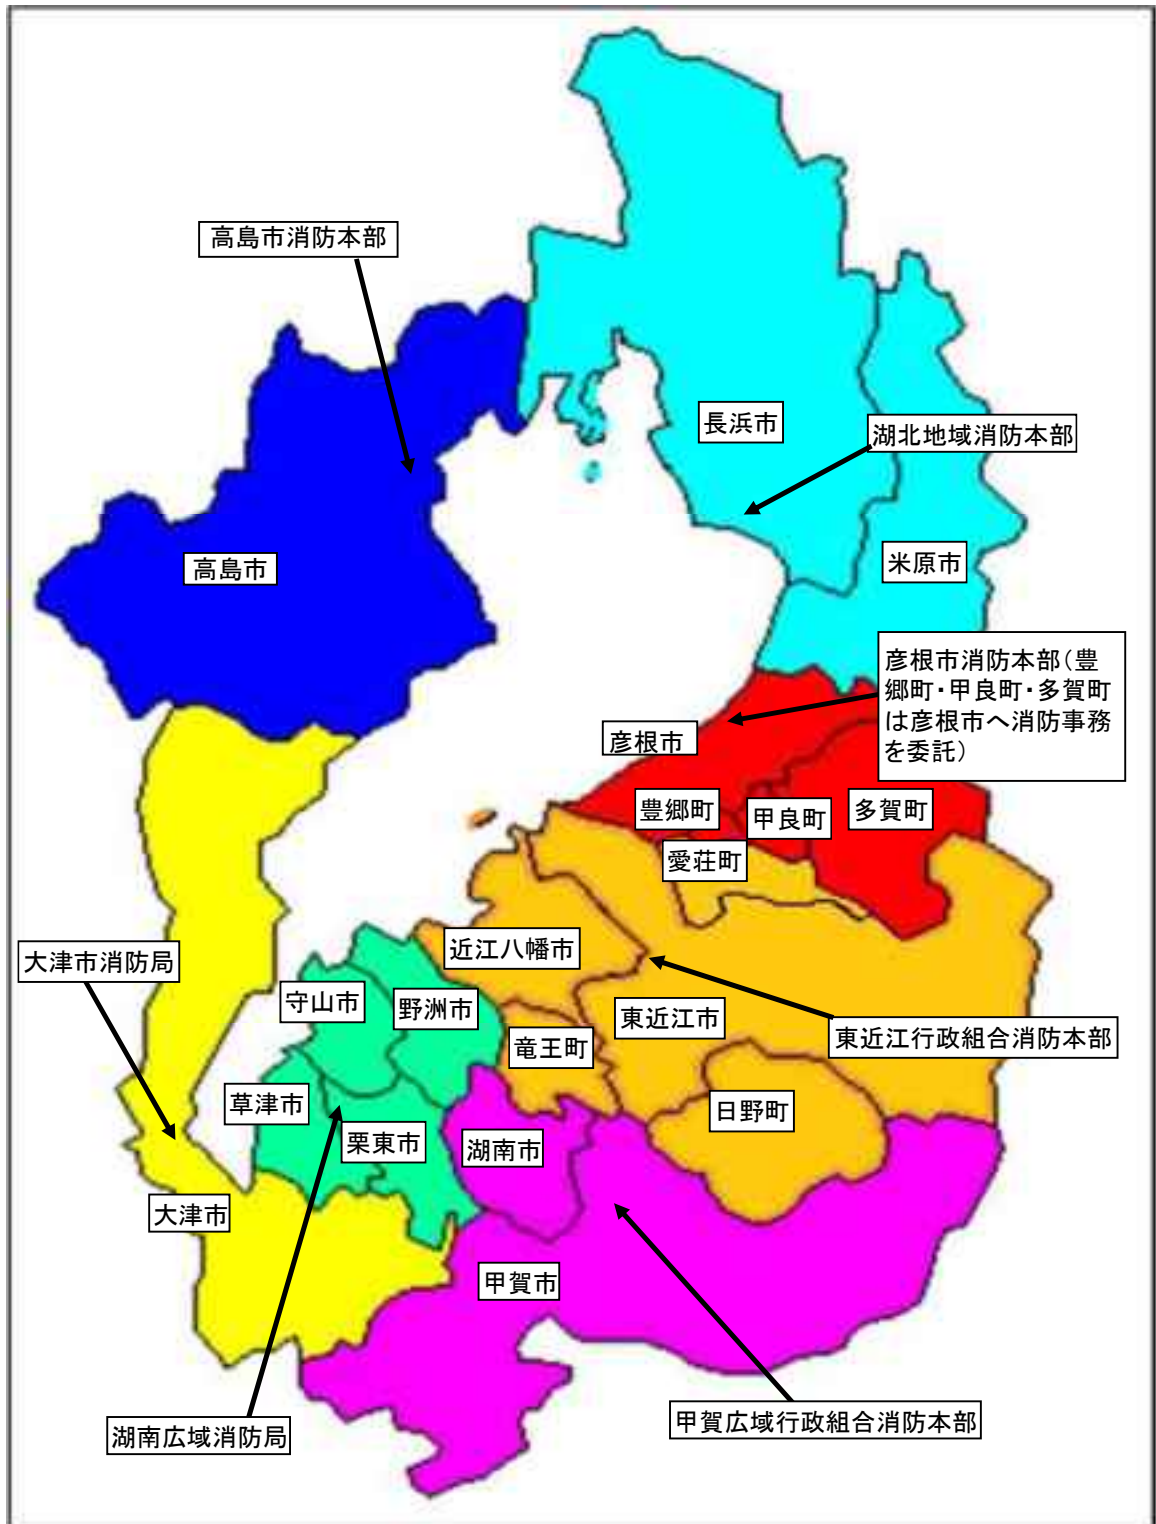 高島市消防本部
長浜市
湖北地域消防本部
高島市
米原市
彦根市消防本部(豊
郷町・甲良町・多賀町
は彦根市へ消防事務
を委託)
彦根市
豊郷町
甲良町
多賀町
愛荘町
近江八幡市
大津市消防局
守山市
野洲市
東近江市
竜王町
東近江行政組合消防本部
草津市
日野町
栗東市
湖南市
大津市
甲賀市
甲賀広域行政組合消防本部
湖南広域消防局